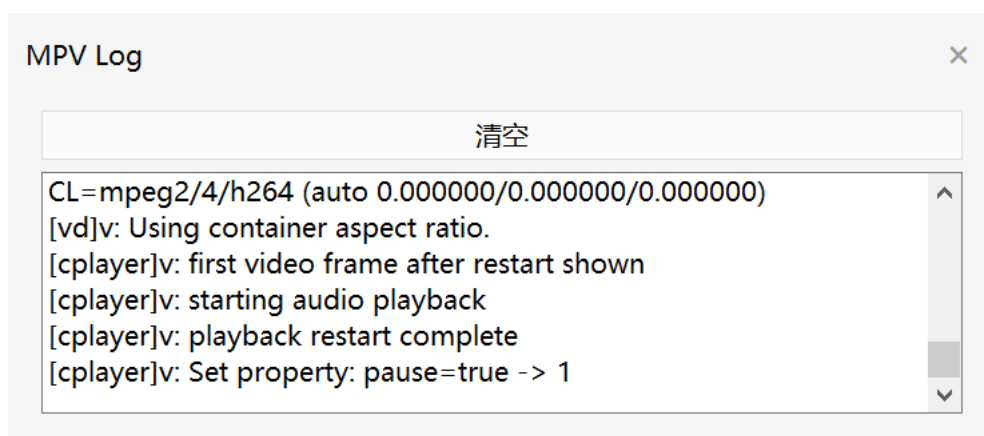 MPV Log
清空
CL=mpeg2/4/h264 (auto 0.000000/0.000000/0.000000)
[vd]v: Using container aspect ratio.
[cplayer]v: first video frame after restart shown
[cplayer]v: starting audio playback
[cplayer]v: playback restart complete
[cplayer]v: Set property: pause=true -> 1